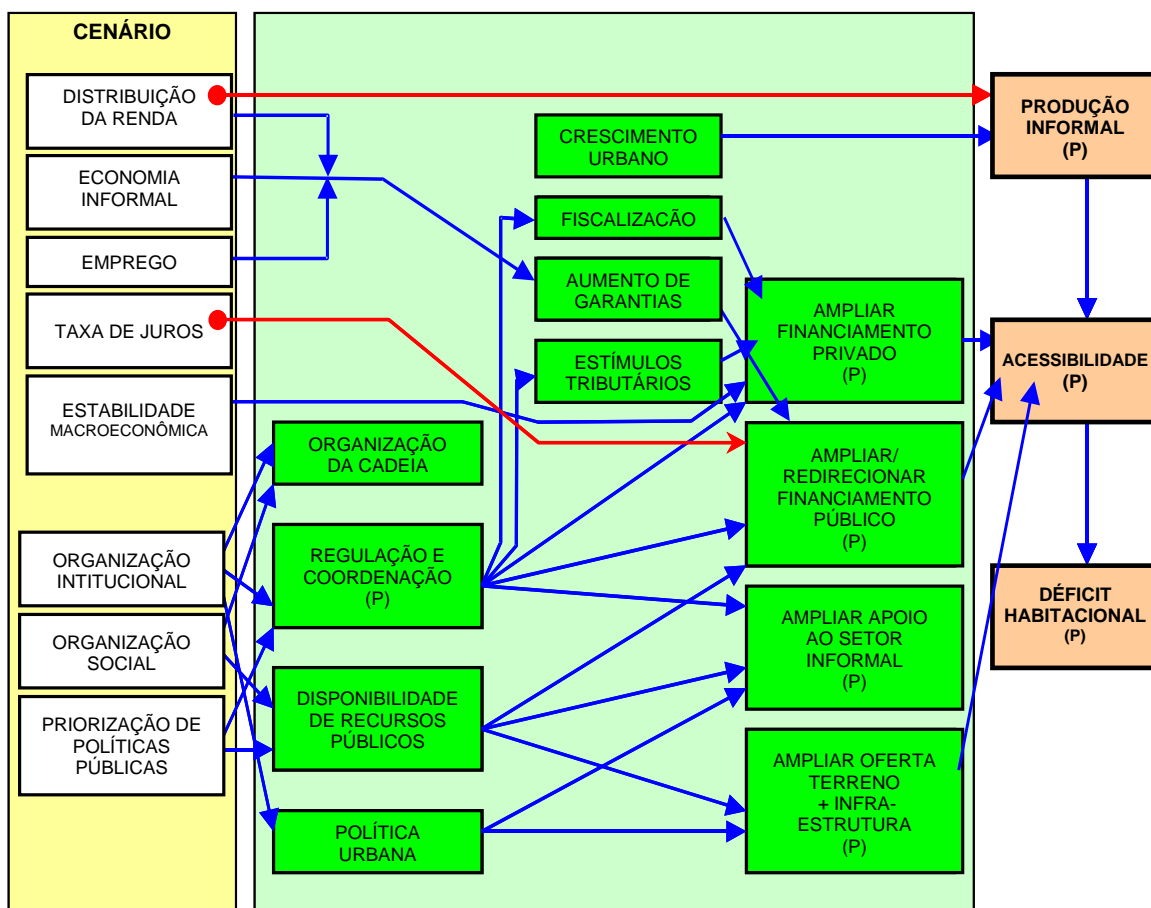 CENÁRIO
DISTRIBUIÇÃO
DA RENDA
ECONOMIA
INFORMAL
EMPREGO
TAXA DE JUROS
ESTABILIDADE
MACROECONÔMICA
ORGANIZAÇÃO
INTITUCIONAL
ORGANIZAÇÃO
SOCIAL
PRIORIZAÇÃO DE
POLÍTICAS
PÚBLICAS
ORGANIZAÇÃO
DA CADEIA
REGULAÇÃO E
COORDENAÇÃO
(P)
DISPONIBILIDADE
DE RECURSOS
PÚBLICOS
POLÍTICA
URBANA
CRESCIMENTO
URBANO
FISCALIZACÃO
AUMENTO DE
GARANTIAS
ESTÍMULOS
TRIBUTÁRIOS
AMPLIAR
FINANCIAMENTO
PRIVADO
(P)
AMPLIAR/
REDIRECIONAR
FINANCIAMENTO
PÚBLICO
(P)
AMPLIAR APOIO
AO SETOR
INFORMAL
(P)
AMPLIAR OFERTA
TERRENO
+ INFRA-
ESTRUTURA
(P)
PRODUÇÃO
INFORMAL
(P)
ACESSIBILIDADE
(P)
DÉFICIT
HABITACIONAL
(P)